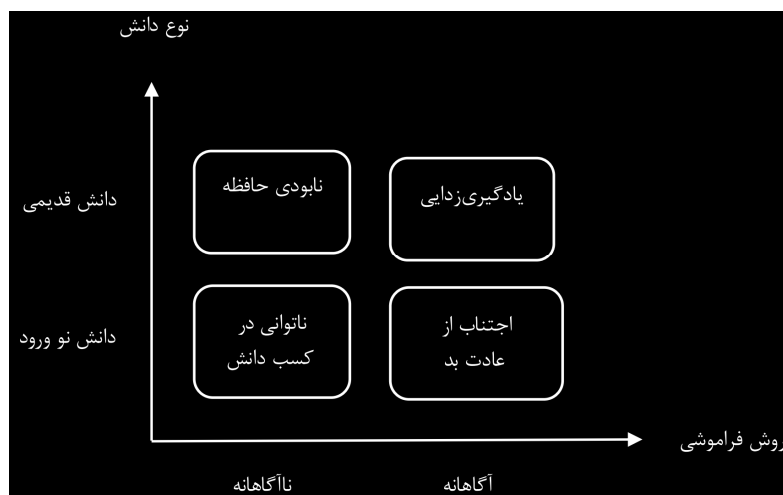 نوع دانش
دانش قدیمی
نابودی حافظه
یادگیری‌زدایی
دانش نو ورود
ناتوانی در
کسب دانش
اجتناب از
عادت بد
روش فراموشی
ناآگاهانه
آگاهانه